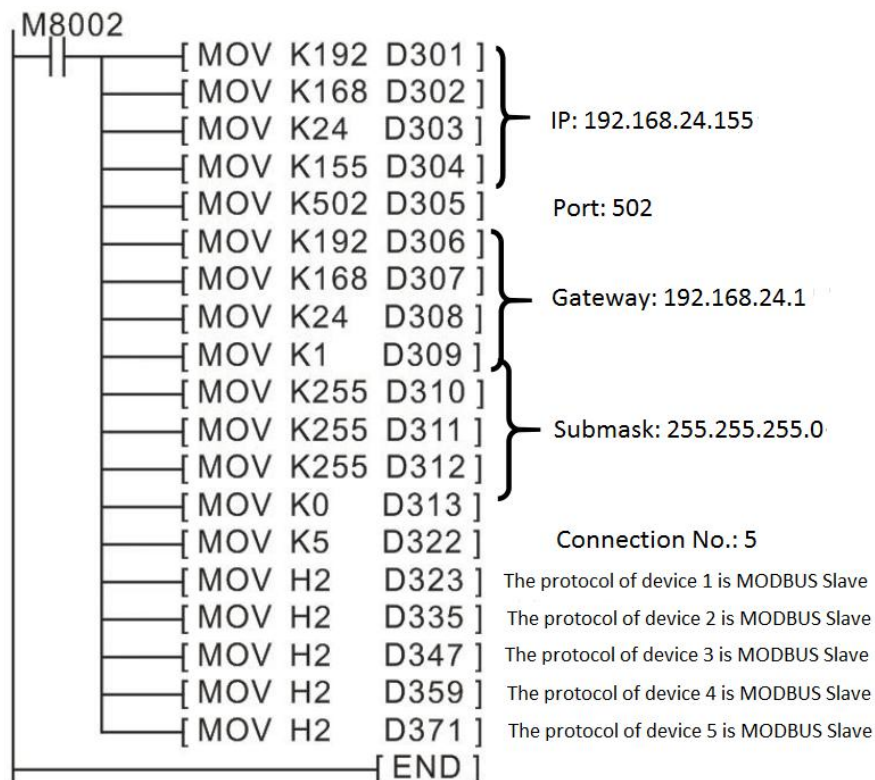 M8002
[ MOV K192 D301 ]
[ MOV K168 D302 ]
[ MOV K24 D303 ]
[ MOV K155 D304 ]
IP: 192.168.24.155
[ MOV K502 D305 ] Port: 502
[ MOV K192 D306 ]
[ MOV K168 D307 ]
[ MOV K24 D308 ]
[ MOV K1 D309 ]
Gateway: 192.168.24.1
[ MOV K255 D310 ]
[ MOV K255 D311 ]
[ MOV K255 D312 ]
[ MOV K0 D313 ]
Submask: 255.255.255.0
[ MOV K5 D322 ] Connection No.: 5
[ MOV H2 D323 ] The protocol of device 1 is MODBUS Slave
[ MOV H2 D335 ] The protocol of device 2 is MODBUS Slave
[ MOV H2 D347 ] The protocol of device 3 is MODBUS Slave
[ MOV H2 D359 ] The protocol of device 4 is MODBUS Slave
[ MOV H2 D371 ] The protocol of device 5 is MODBUS Slave
[ END ]